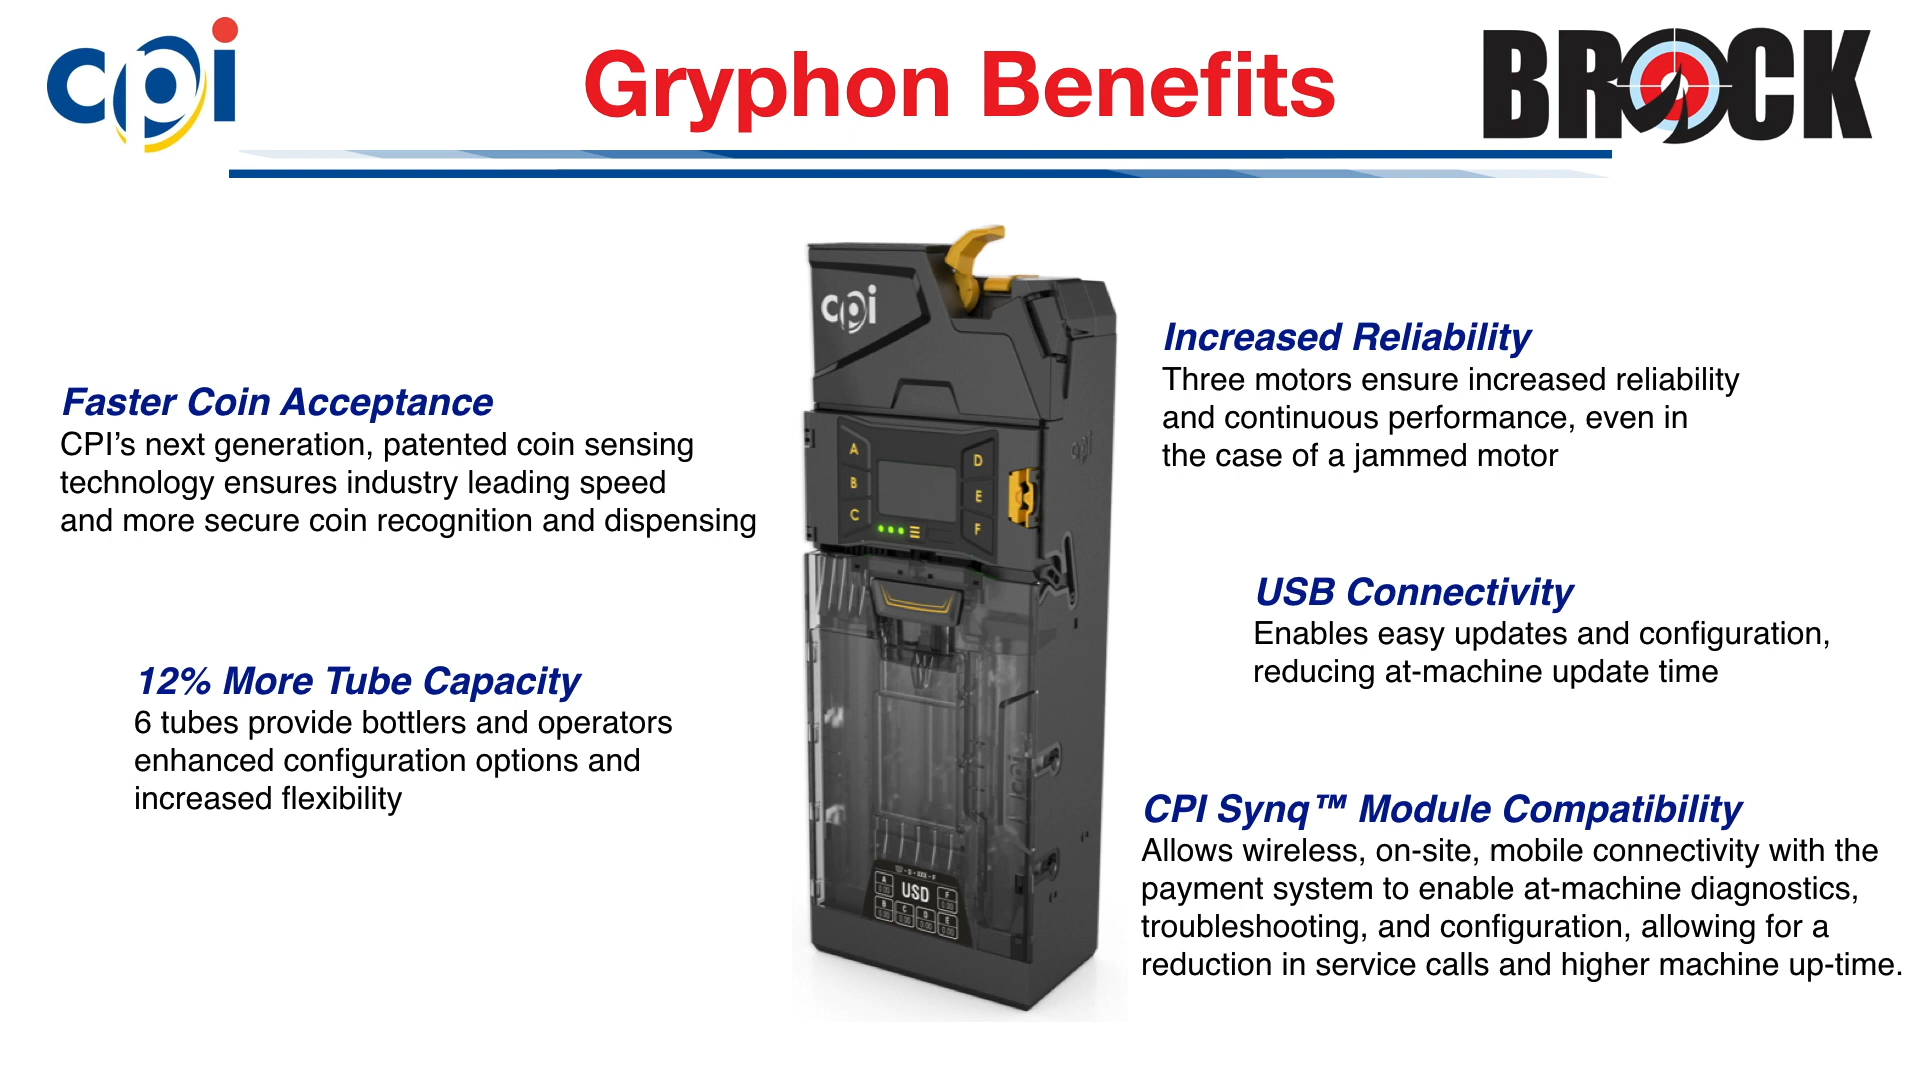 cpi
Gryphon Benefits
BROCK
Faster Coin Acceptance
CPI’s next generation, patented coin sensing
technology ensures industry leading speed
and more secure coin recognition and dispensing
12% More Tube Capacity
6 tubes provide bottlers and operators
enhanced configuration options and
increased flexibility
cpi
A
B
C
D
E
F
cpi
USD
A
F
B
C
D
E
Increased Reliability
Three motors ensure increased reliability
and continuous performance, even in
the case of a jammed motor
USB Connectivity
Enables easy updates and configuration,
reducing at-machine update time
CPI Synq™ Module Compatibility
Allows wireless, on-site, mobile connectivity with the
payment system to enable at-machine diagnostics,
troubleshooting, and configuration, allowing for a
reduction in service calls and higher machine up-time.